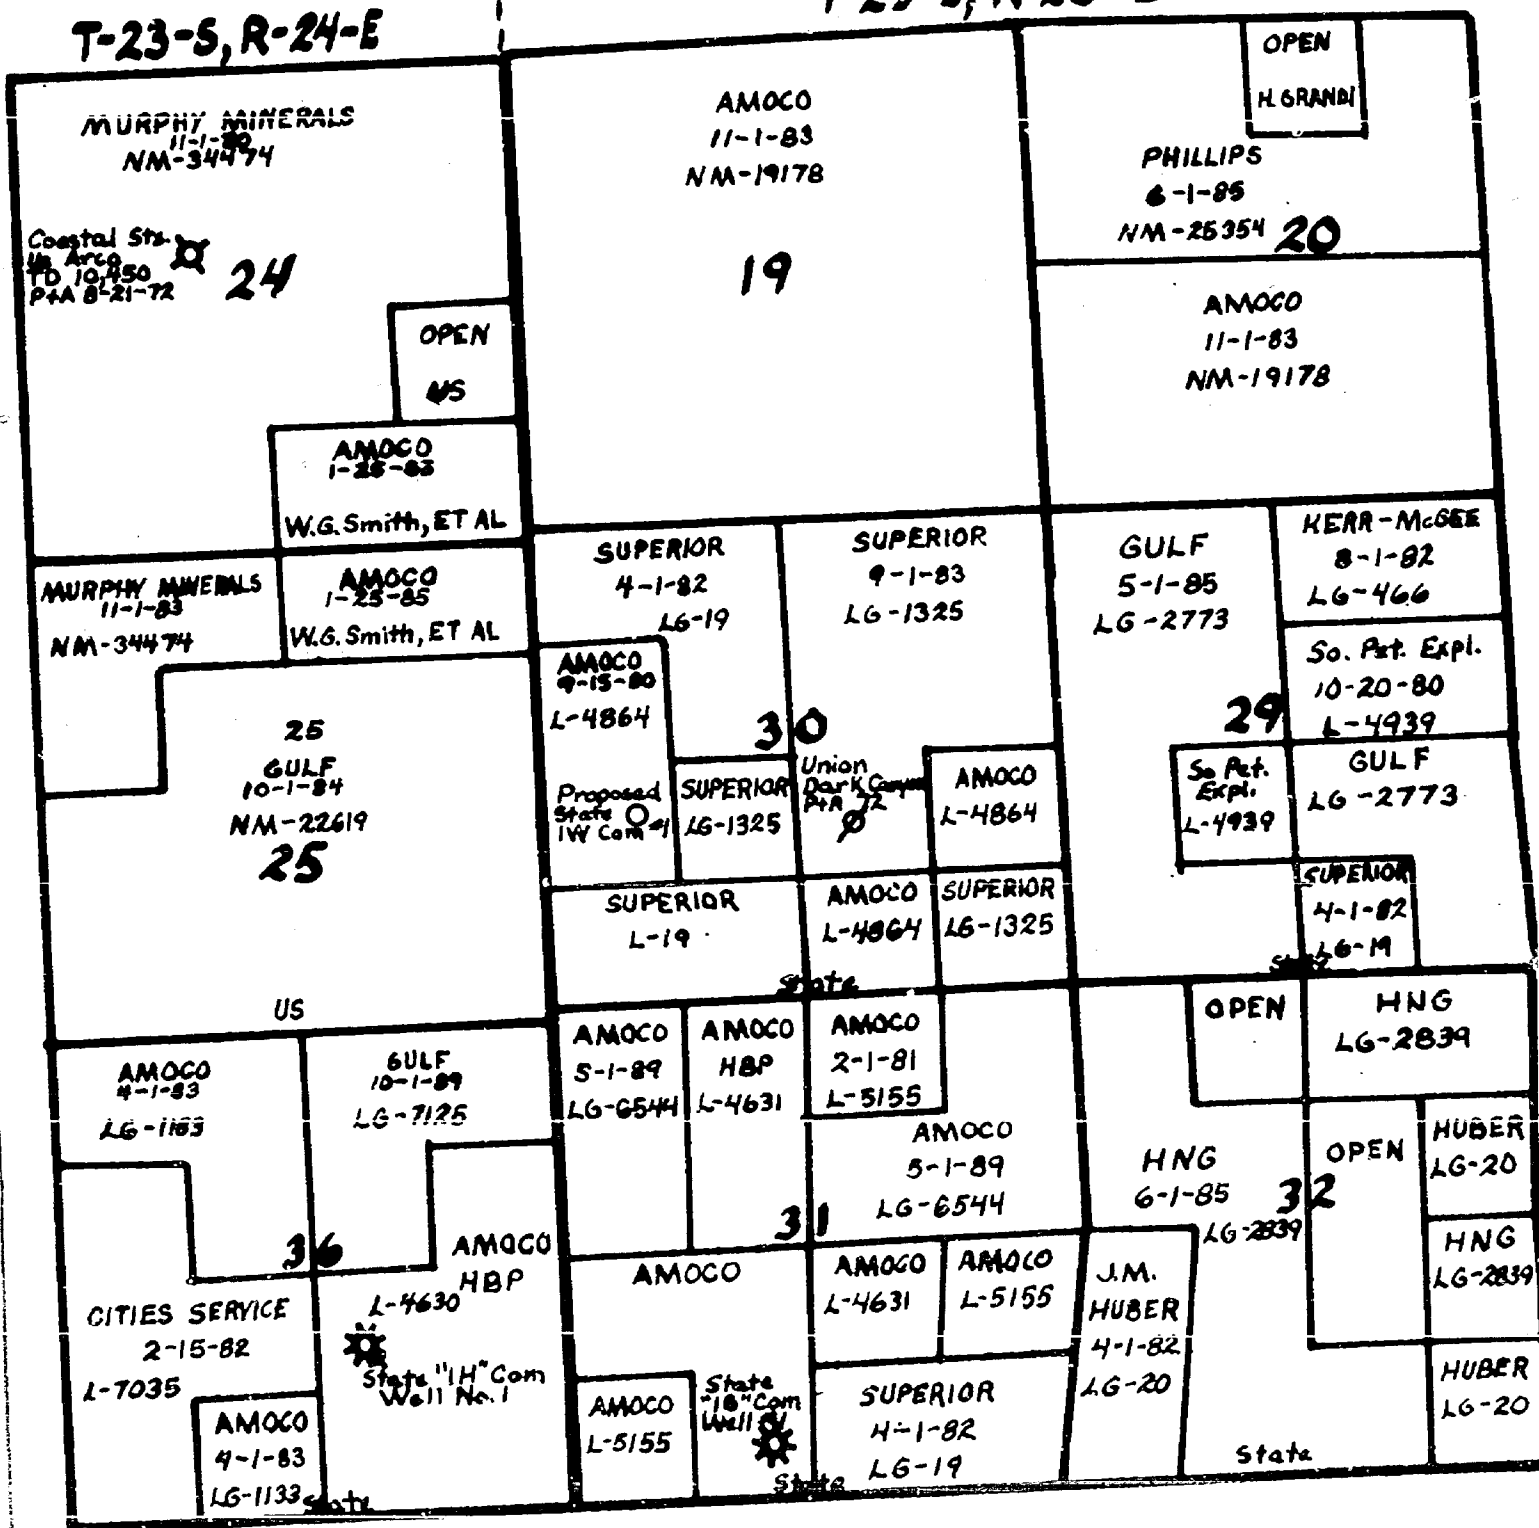 T-23-S, R-24-E
MURPHY MINERALS
NM-34474
Coastal Sts.
Arco
TD 10,450
P+A 8-21-72
24
OPEN
US
AMOCO
W.G. Smith, ET AL
AMOCO
11-1-83
NM-19178
19
OPEN
H. GRANDI
PHILLIPS
6-1-85
NM-25354
20
AMOCO
11-1-83
NM-19178
MURPHY MINERALS
11-1-83
NM-34474
AMOCO
1-25-85
W.G. Smith, ET AL
25
GULF
10-1-84
NM-22619
25
US
SUPERIOR
4-1-82
LG-19
SUPERIOR
9-1-83
LG-1325
AMOCO
9-15-80
L-4864
30
Proposed
State
1W Com #1
SUPERIOR
LG-1325
Union
Dark Canyon
P+A '72
AMOCO
L-4864
SUPERIOR
L-19
AMOCO
L-4864
SUPERIOR
LG-1325
State
GULF
5-1-85
LG-2773
KERR-McGEE
8-1-82
LG-466
So. Pet. Expl.
10-20-80
L-4939
29
So Pet.
Expl.
L-4939
GULF
LG-2773
SUPERIOR
4-1-82
LG-19
State
AMOCO
4-1-83
GULF
10-1-89
LG-7125
36
AMOCO
HBP
L-4630
CITIES SERVICE
2-15-82
L-7035
State "1H" Com
Well No. 1
AMOCO
4-1-83
LG-1133
State
AMOCO
5-1-89
LG-6544
AMOCO
HBP
L-4631
AMOCO
2-1-81
L-5155
AMOCO
5-1-89
LG-6544
31
AMOCO
AMOCO
L-4631
AMOCO
L-5155
AMOCO
L-5155
State
"1B" Com
Well
SUPERIOR
4-1-82
LG-19
State
OPEN
HNG
LG-2839
HNG
6-1-85
LG-2839
32
OPEN
HUBER
LG-20
HNG
LG-2839
J.M.
HUBER
4-1-82
LG-20
HUBER
LG-20
State